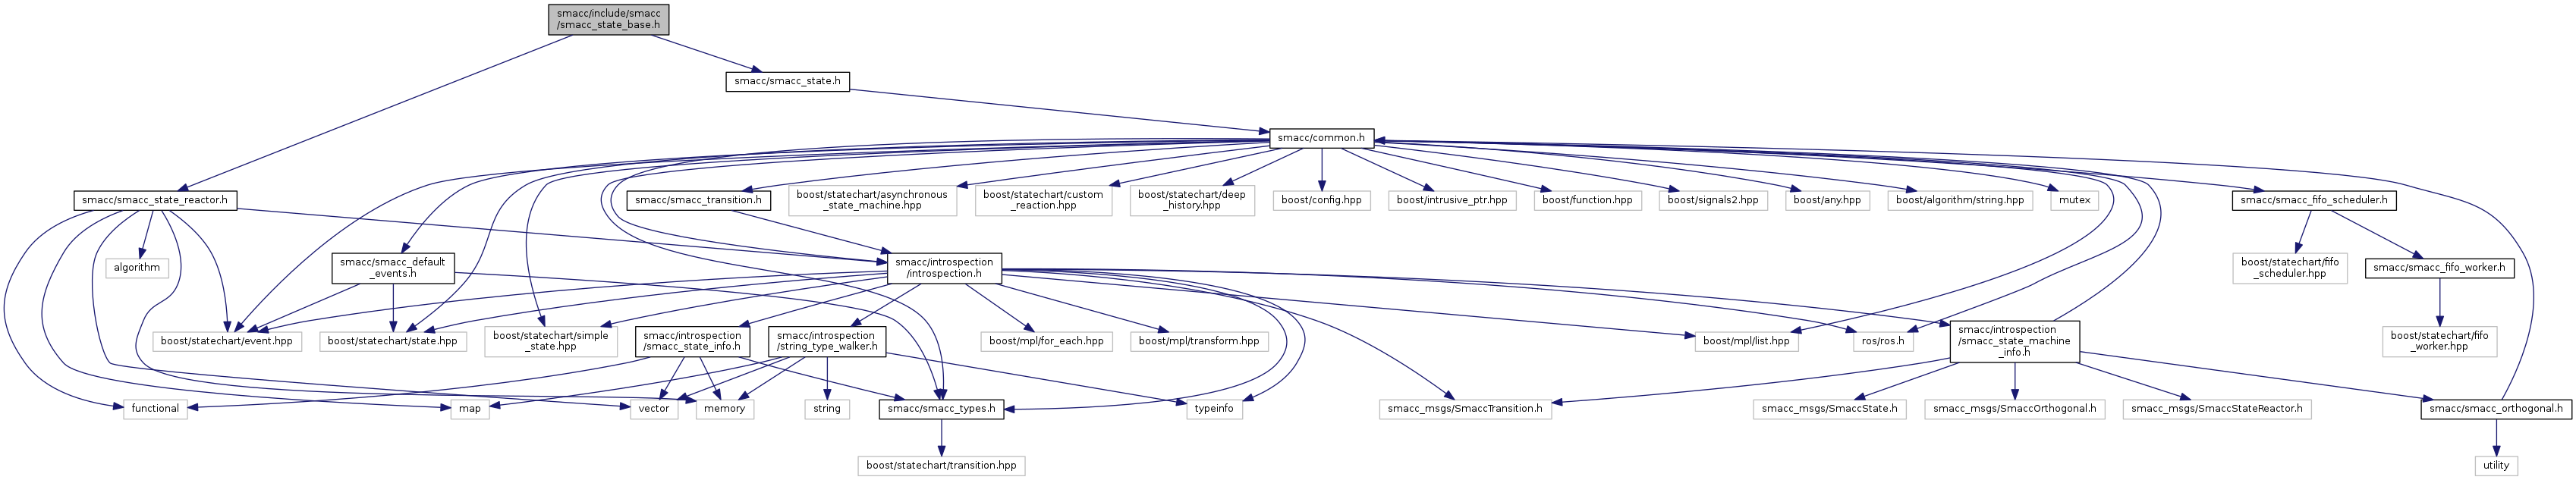 smacc/include/smacc
/smacc_state_base.h
smacc/smacc_state.h
smacc/common.h
smacc/smacc_state_reactor.h
smacc/smacc_transition.h
boost/statechart/asynchronous
_state_machine.hpp
boost/statechart/custom
_reaction.hpp
boost/statechart/deep
_history.hpp
boost/config.hpp
boost/intrusive_ptr.hpp
boost/function.hpp
boost/signals2.hpp
boost/any.hpp
boost/algorithm/string.hpp
mutex
smacc/smacc_fifo_scheduler.h
algorithm
smacc/smacc_default
_events.h
smacc/introspection
/introspection.h
boost/statechart/fifo
_scheduler.hpp
smacc/smacc_fifo_worker.h
boost/statechart/event.hpp
boost/statechart/state.hpp
boost/statechart/simple
_state.hpp
smacc/introspection
/smacc_state_info.h
smacc/introspection
/string_type_walker.h
boost/mpl/for_each.hpp
boost/mpl/transform.hpp
boost/mpl/list.hpp
ros/ros.h
smacc/introspection
/smacc_state_machine
_info.h
boost/statechart/fifo
_worker.hpp
functional
map
vector
memory
string
smacc/smacc_types.h
typeinfo
smacc_msgs/SmaccTransition.h
smacc_msgs/SmaccState.h
smacc_msgs/SmaccOrthogonal.h
smacc_msgs/SmaccStateReactor.h
smacc/smacc_orthogonal.h
boost/statechart/transition.hpp
utility